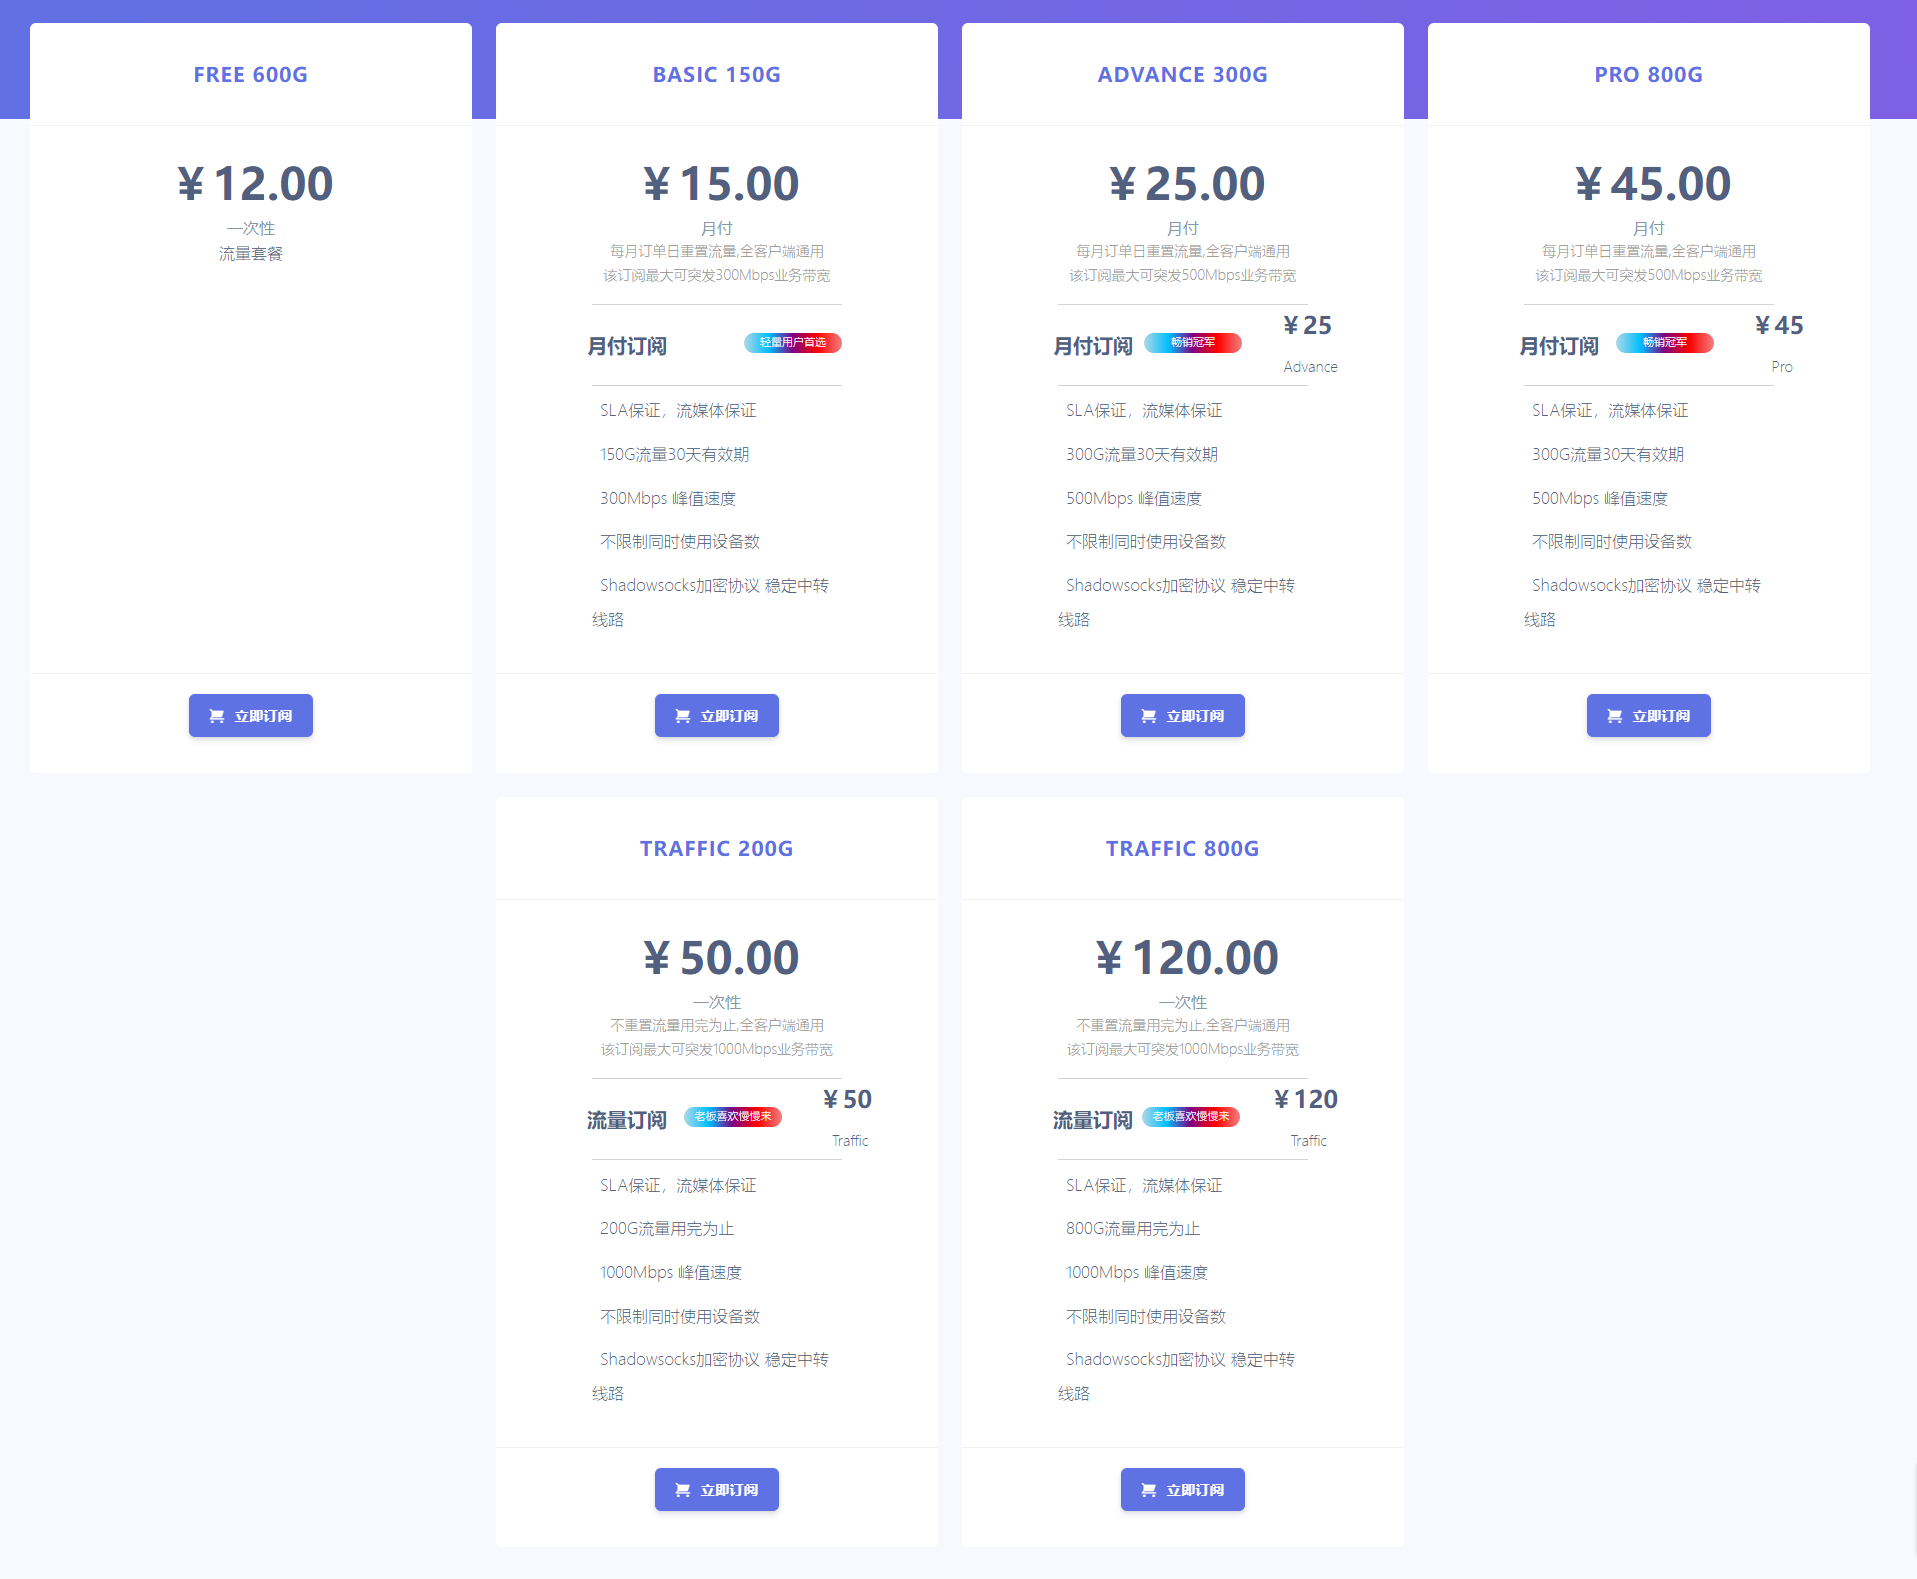 FREE 600G
¥ 12.00
一次性
流量套餐
立即订阅
BASIC 150G
¥ 15.00
月付
每月订单日重置流量,全客户端通用
该订阅最大可突发300Mbps业务带宽
月付订阅 轻量用户首选
SLA保证，流媒体保证
150G流量30天有效期
300Mbps 峰值速度
不限制同时使用设备数
Shadowsocks加密协议 稳定中转
线路
立即订阅
ADVANCE 300G
¥ 25.00
月付
每月订单日重置流量,全客户端通用
该订阅最大可突发500Mbps业务带宽
月付订阅 畅销冠军 ¥ 25
Advance
SLA保证，流媒体保证
300G流量30天有效期
500Mbps 峰值速度
不限制同时使用设备数
Shadowsocks加密协议 稳定中转
线路
立即订阅
PRO 800G
¥ 45.00
月付
每月订单日重置流量,全客户端通用
该订阅最大可突发500Mbps业务带宽
月付订阅 畅销冠军 ¥ 45
Pro
SLA保证，流媒体保证
300G流量30天有效期
500Mbps 峰值速度
不限制同时使用设备数
Shadowsocks加密协议 稳定中转
线路
立即订阅
TRAFFIC 200G
¥ 50.00
一次性
不重置流量用完为止,全客户端通用
该订阅最大可突发1000Mbps业务带宽
流量订阅 老板喜欢慢慢来 ¥ 50
Traffic
SLA保证，流媒体保证
200G流量用完为止
1000Mbps 峰值速度
不限制同时使用设备数
Shadowsocks加密协议 稳定中转
线路
立即订阅
TRAFFIC 800G
¥ 120.00
一次性
不重置流量用完为止,全客户端通用
该订阅最大可突发1000Mbps业务带宽
流量订阅 老板喜欢慢慢来 ¥ 120
Traffic
SLA保证，流媒体保证
800G流量用完为止
1000Mbps 峰值速度
不限制同时使用设备数
Shadowsocks加密协议 稳定中转
线路
立即订阅